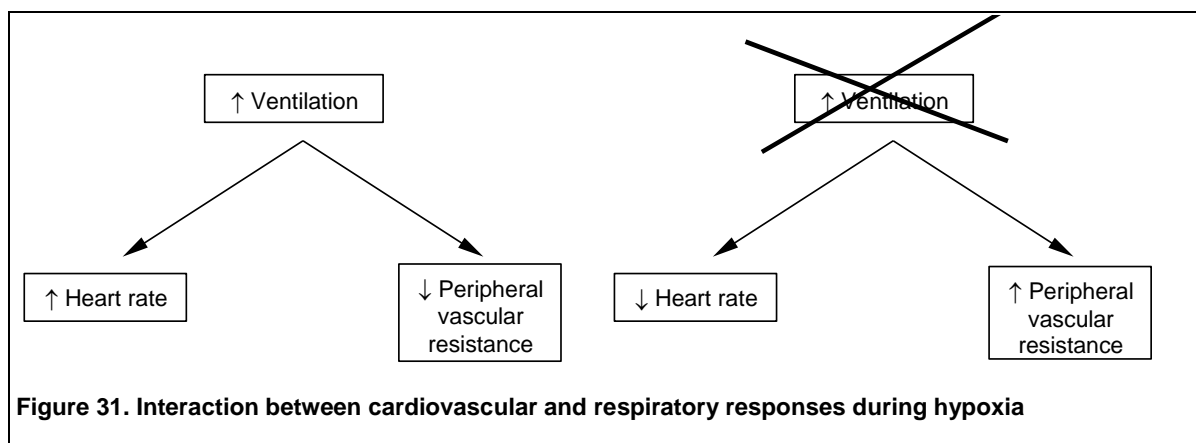 ↑ Ventilation
↑ Heart rate
↓ Peripheral
vascular
resistance
↑ Ventilation
↓ Heart rate
↑ Peripheral
vascular
resistance
Figure 31. Interaction between cardiovascular and respiratory responses during hypoxia